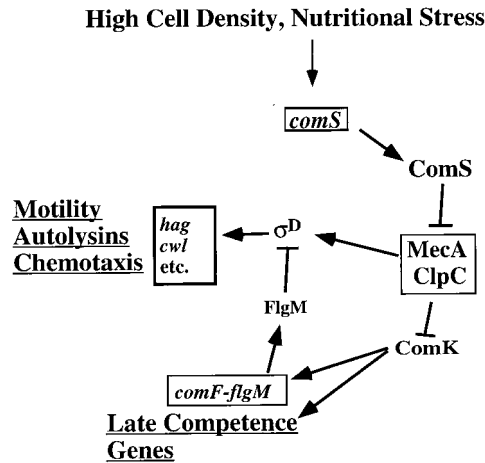 High Cell Density, Nutritional Stress
comS
ComS
Motility
Autolysins
Chemotaxis
hag
cwl
etc.
σD
MecA
ClpC
FlgM
ComK
comF-flgM
Late Competence
Genes